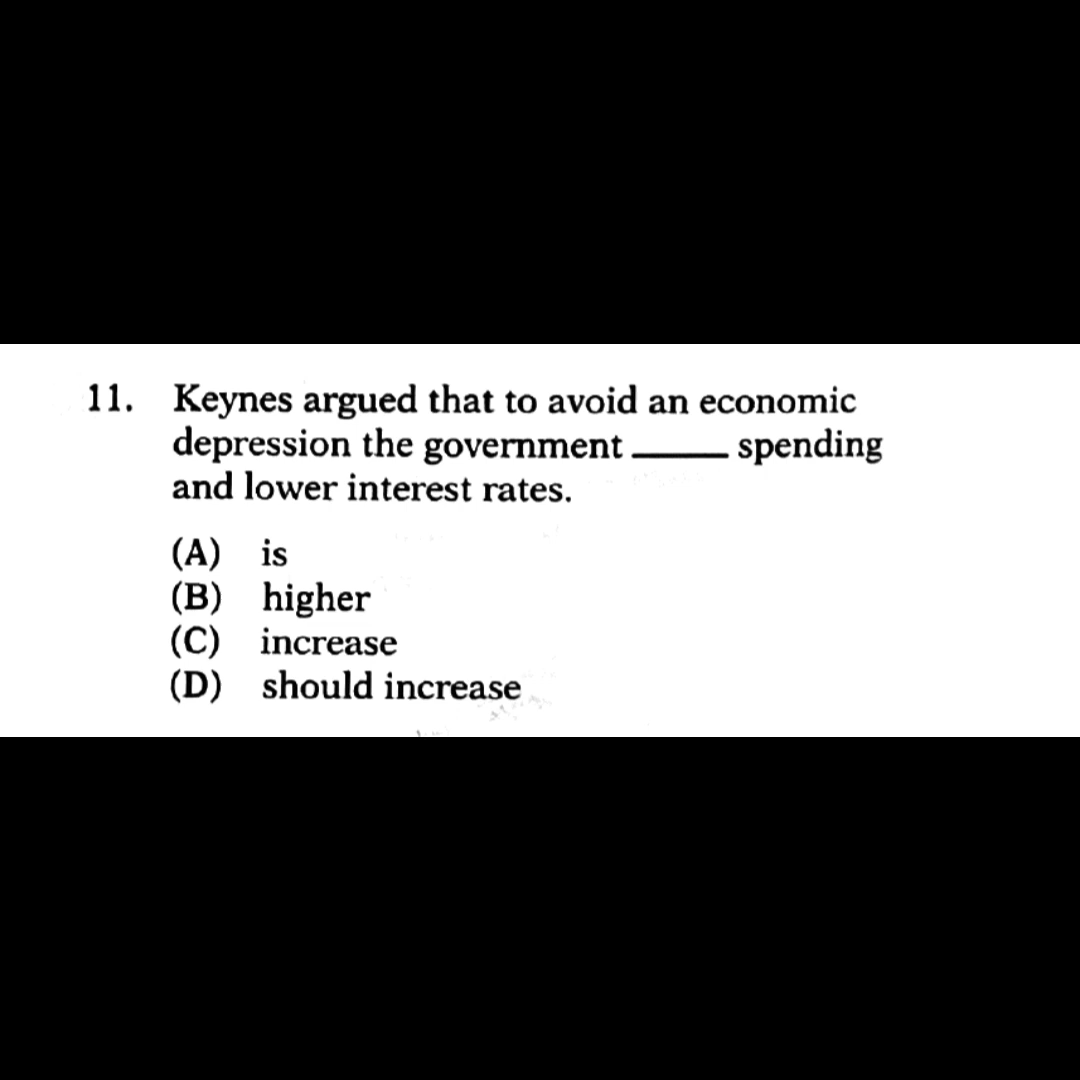 11. Keynes argued that to avoid an economic
depression the government _____ spending
and lower interest rates.
(A) is
(B) higher
(C) increase
(D) should increase